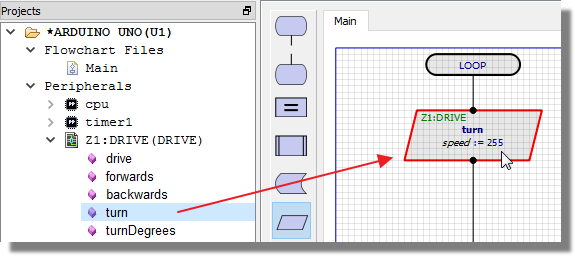 Projects
*ARDUINO UNO(U1)
Flowchart Files
Main
Peripherals
cpu
timer1
Z1:DRIVE(DRIVE)
drive
forwards
backwards
turn
turnDegrees
Main
LOOP
Z1:DRIVE
turn
speed := 255